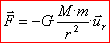 F⃗ = −G (M·m / r²) · u⃗ᵣ